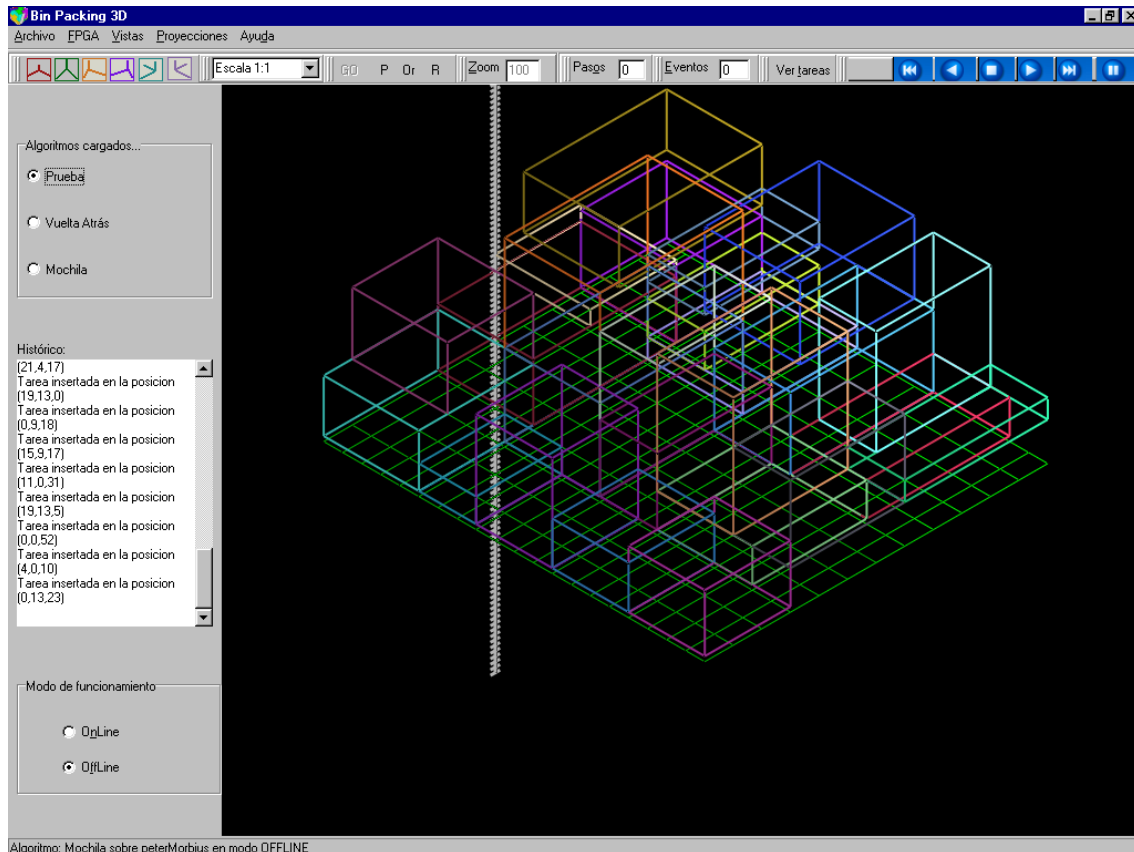 Bin Packing 3D
Archivo FPGA Vistas Proyecciones Ayuda
Escala 1:1 GO P Or R Zoom 100 Pasos 0 Eventos 0 Ver tareas
Algoritmos cargados...
Prueba
Vuelta Atrás
Mochila
Histórico:
(21,4,17)
Tarea insertada en la posicion
(19,13,0)
Tarea insertada en la posicion
(0,9,18)
Tarea insertada en la posicion
(15,9,17)
Tarea insertada en la posicion
(11,0,31)
Tarea insertada en la posicion
(19,13,5)
Tarea insertada en la posicion
(0,0,52)
Tarea insertada en la posicion
(4,0,10)
Tarea insertada en la posicion
(0,13,23)
Modo de funcionamiento
OnLine
OffLine
Algoritmo: Mochila sobre peterMorbius en modo OFFLINE